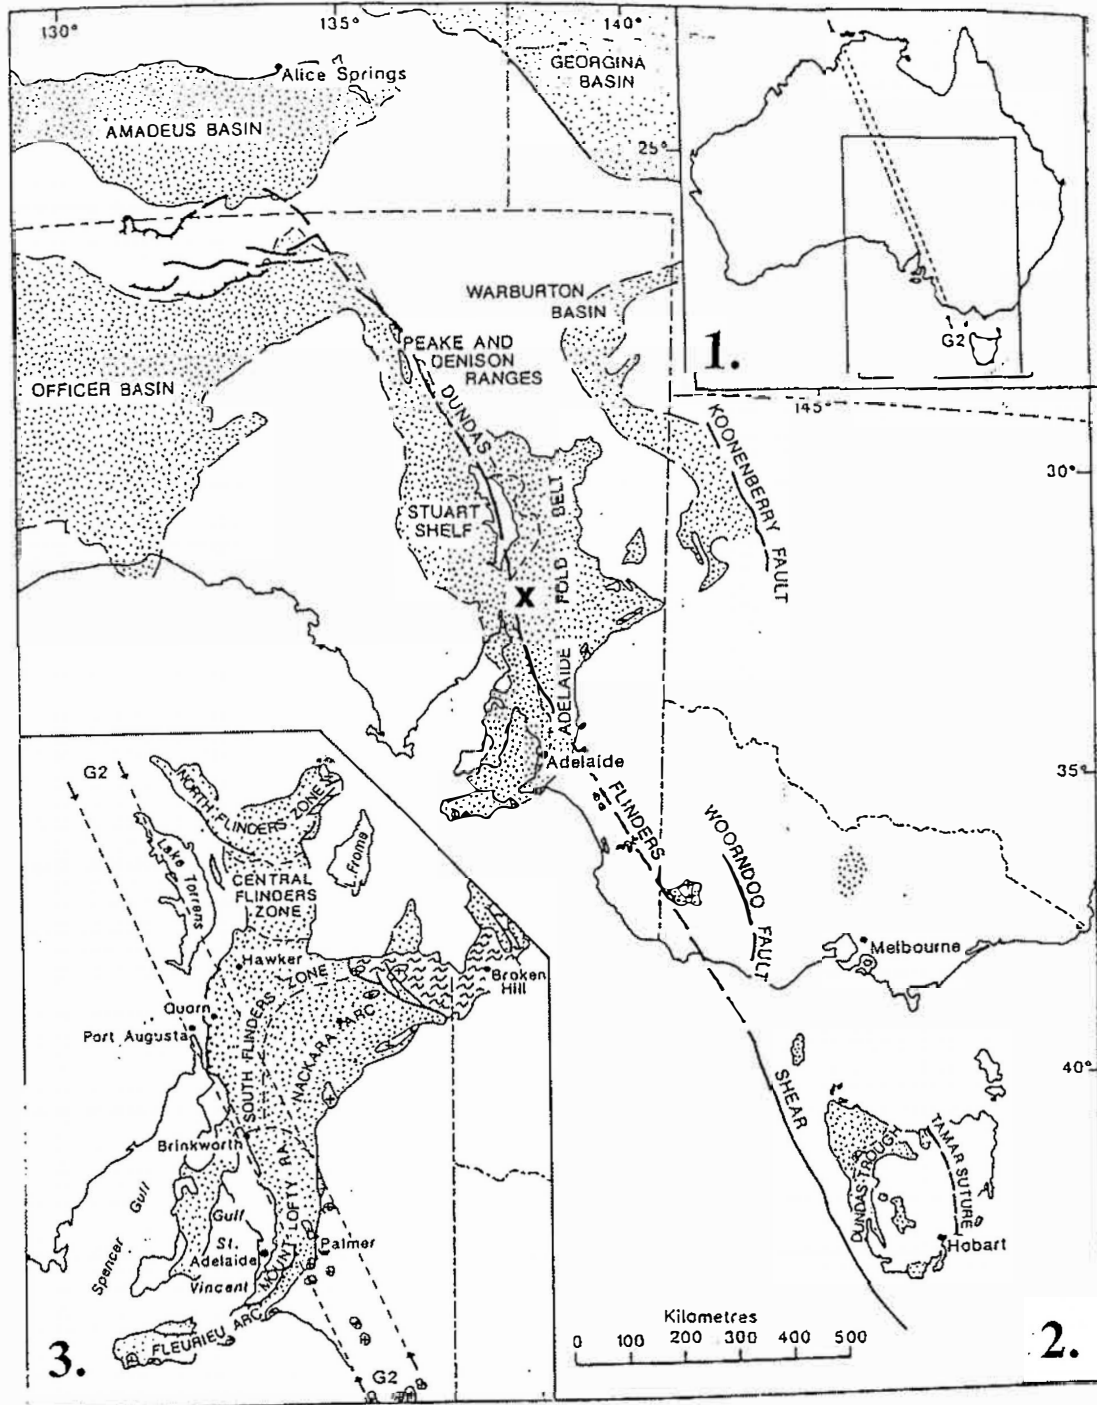 130°
135°
140°
Alice Springs
AMADEUS BASIN
GEORGINA
BASIN
25°
1.
G2
145°
WARBURTON
BASIN
PEAKE AND
DENISON
RANGES
OFFICER BASIN
DUNDAS
STUART
SHELF
ADELAIDE FOLD BELT
X
KOONENBERRY FAULT
30°
Adelaide
35°
FLINDERS
WOORNDOO
FAULT
Melbourne
SHEAR
40°
DUNDAS TROUGH
TAMAR SUTURE
Hobart
Kilometres
0 100 200 300 400 500
2.
G2
NORTH FLINDERS ZONE
Lake Torrens
L. Frome
CENTRAL
FLINDERS
ZONE
Hawker
Broken
Hill
Quorn
Port Augusta
SOUTH FLINDERS ZONE
NACKARA ARC
Brinkworth
Spencer Gulf
Gulf
St.
Vincent
Adelaide
MOUNT LOFTY RA
Palmer
FLEURIEU ARC
G2
3.